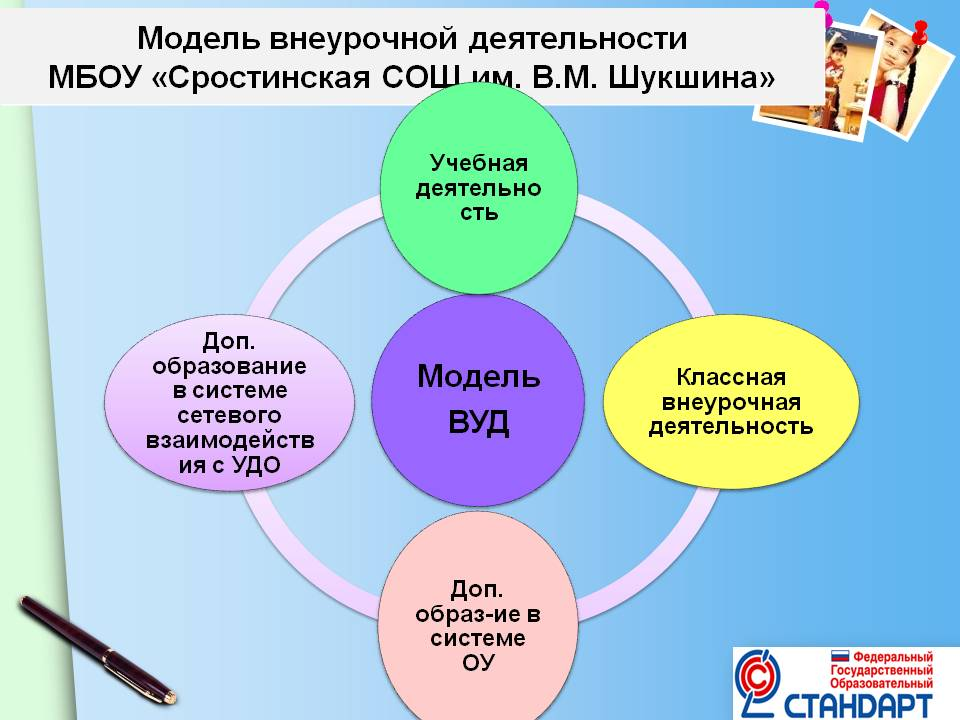 Модель внеурочной деятельности
МБОУ «Сростинская СОШ им. В.М. Шукшина»
Учебная
деятельно
сть
Доп.
образование
в системе
сетевого
взаимодейств
ия с УДО
Модель
ВУД
Классная
внеурочная
деятельность
Доп.
образ-ие в
системе
ОУ
Федеральный
Государственный
Образовательный
СТАНДАРТ